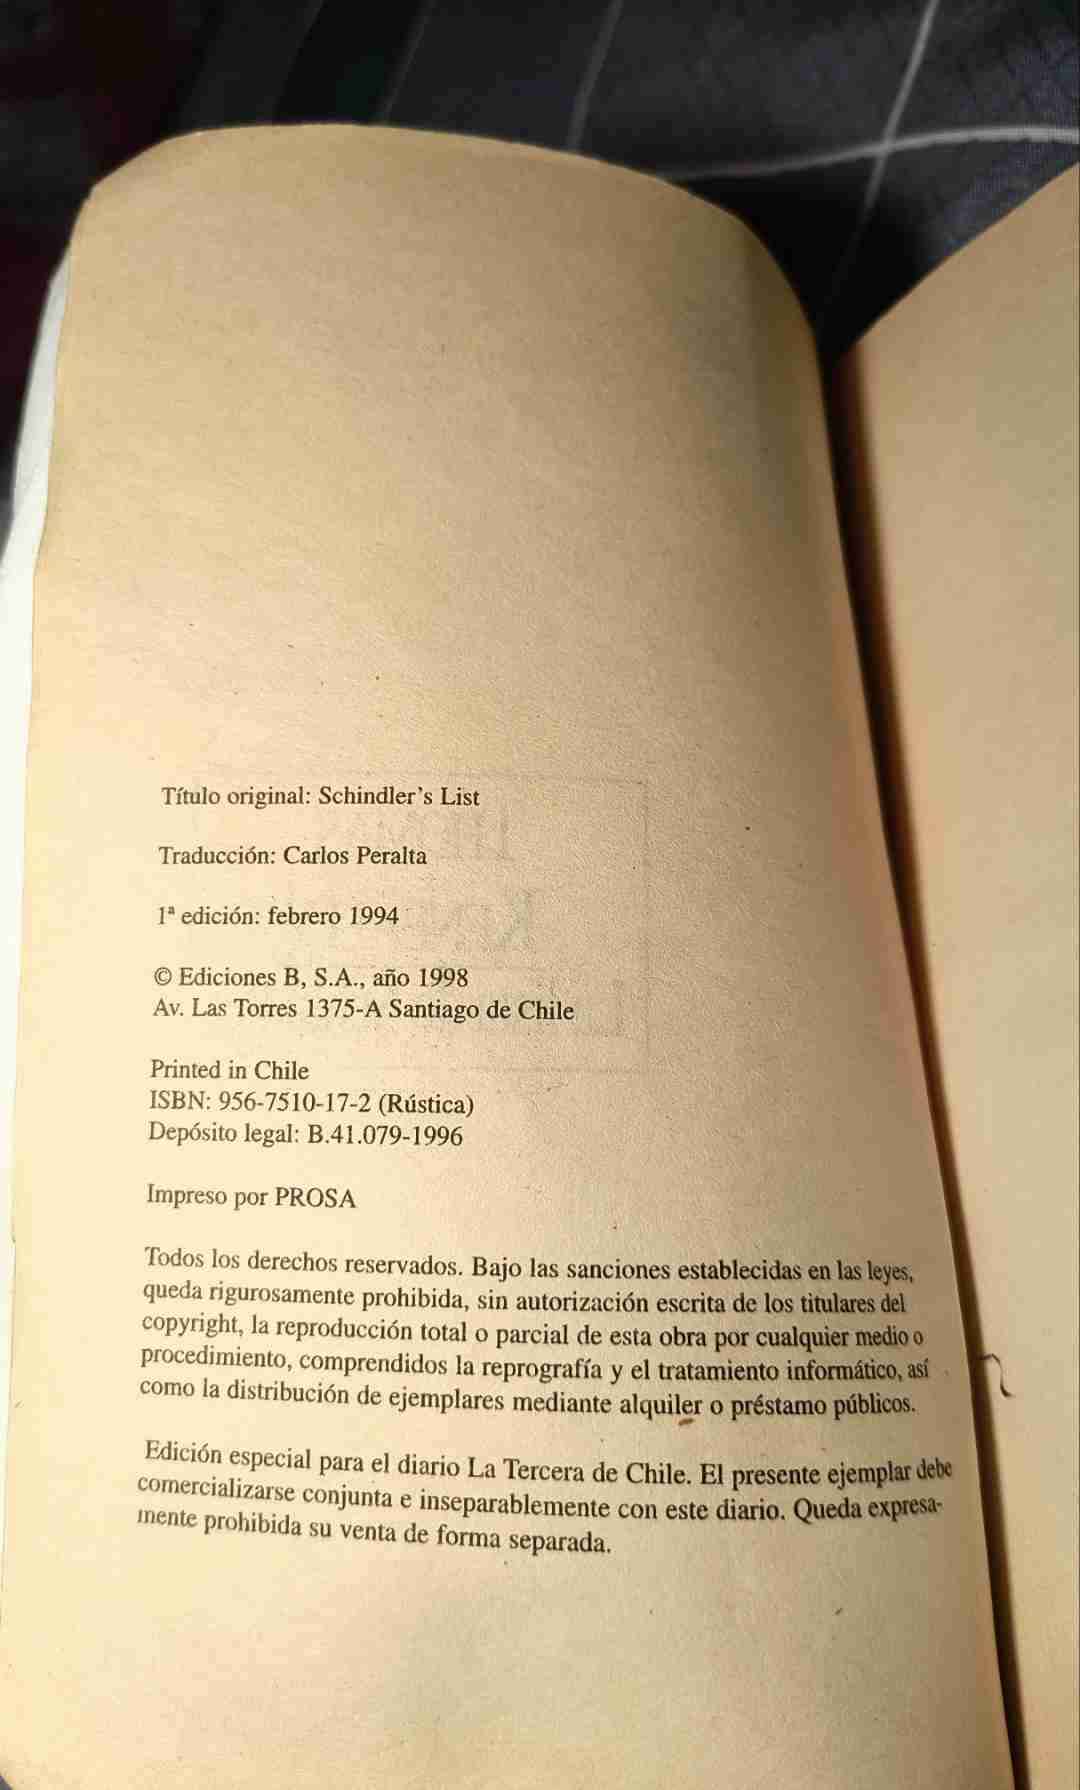 Título original: Schindler's List
Traducción: Carlos Peralta
1ª edición: febrero 1994
© Ediciones B, S.A., año 1998
Av. Las Torres 1375-A Santiago de Chile
Printed in Chile
ISBN: 956-7510-17-2 (Rústica)
Depósito legal: B.41.079-1996
Impreso por PROSA
Todos los derechos reservados. Bajo las sanciones establecidas en las leyes,
queda rigurosamente prohibida, sin autorización escrita de los titulares del
copyright, la reproducción total o parcial de esta obra por cualquier medio o
procedimiento, comprendidos la reprografía y el tratamiento informático, así
como la distribución de ejemplares mediante alquiler o préstamo públicos.
Edición especial para el diario La Tercera de Chile. El presente ejemplar debe
comercializarse conjunta e inseparablemente con este diario. Queda expresa-
mente prohibida su venta de forma separada.